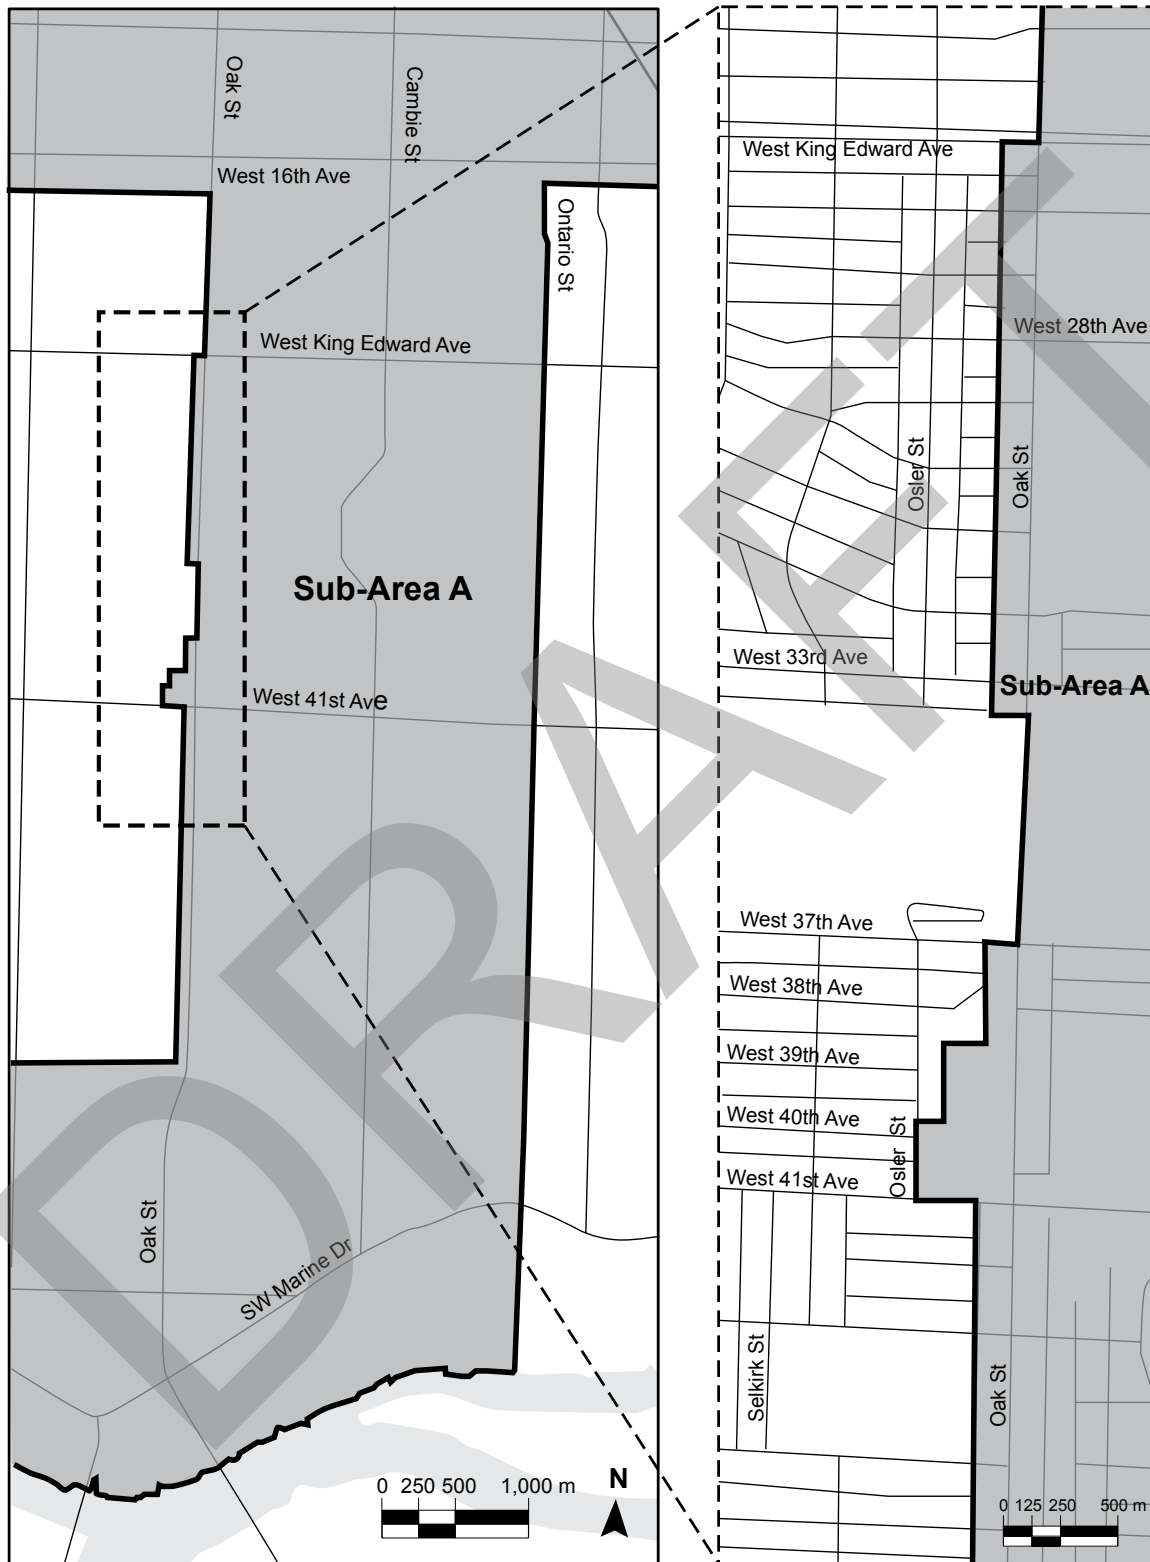 Oak St
Cambie St
West 16th Ave
Ontario St
West King Edward Ave
Sub-Area A
West 41st Ave
Oak St
SW Marine Dr
0 250 500 1,000 m
N
West King Edward Ave
West 28th Ave
Osler St
Oak St
West 33rd Ave
Sub-Area A
West 37th Ave
West 38th Ave
West 39th Ave
West 40th Ave
Osler St
West 41st Ave
Selkirk St
Oak St
0 125 250 500 m
DRAFT